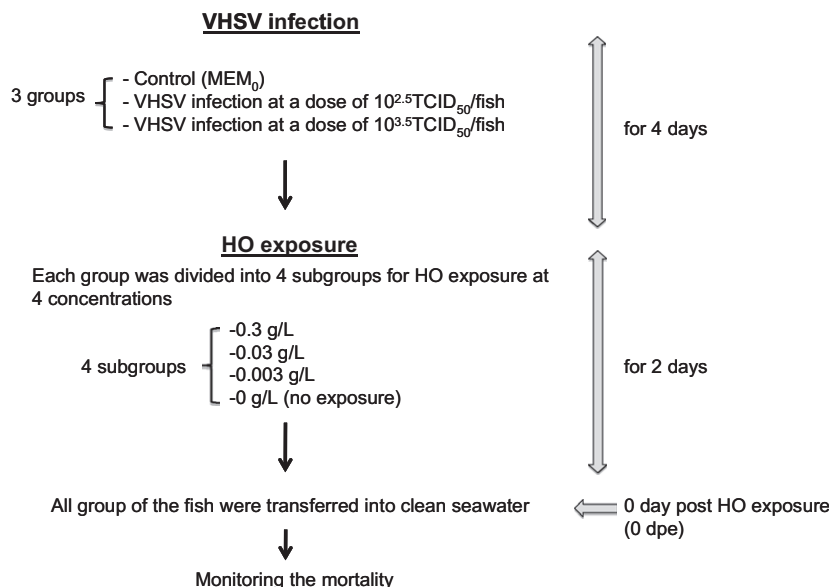 VHSV infection
3 groups
- Control (MEM0)
- VHSV infection at a dose of 10^2.5TCID50/fish
- VHSV infection at a dose of 10^3.5TCID50/fish
for 4 days
HO exposure
Each group was divided into 4 subgroups for HO exposure at
4 concentrations
4 subgroups
-0.3 g/L
-0.03 g/L
-0.003 g/L
-0 g/L (no exposure)
for 2 days
All group of the fish were transferred into clean seawater
0 day post HO exposure
(0 dpe)
Monitoring the mortality